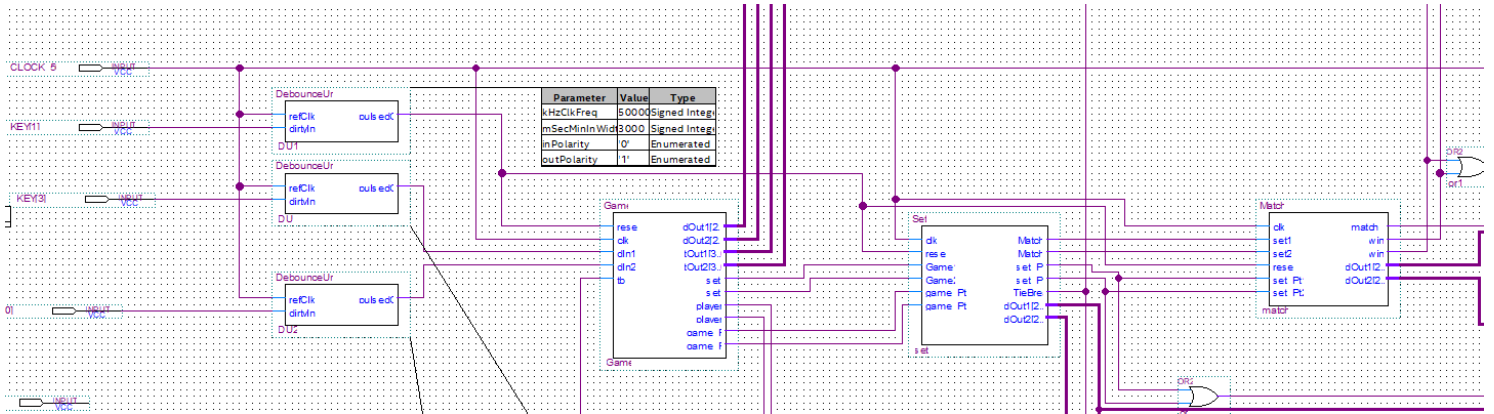 CLOCK 5
INPUT
VCC
KEY[1]
INPUT
VCC
KEY[3]
INPUT
VCC
0]
INPUT
VCC
INPUT
VCC
DebounceUr
refClk
dirtyIn
pulsedC
DU1
DebounceUr
refClk
dirtyIn
pulsedC
DU
DebounceUr
refClk
dirtyIn
pulsedC
DU2
Parameter Value Type
kHzClkFreq 50000 Signed Intege
mSecMinInWidt 3000 Signed Intege
inPolarity '0' Enumerated
outPolarity '1' Enumerated
Game
rese
clk
dIn1
dIn2
tb
dOut1[2..
dOut2[2..
tOut1[3..
tOut2[3..
set
set
player
player
game F
game F
Game
Set
clk
rese
Game
Game2
game Pt
game Pt
Match
Match
set P
set P
TieBre
dOut1[2..
dOut2[2..
set
Match
clk
set1
set2
rese
set Pt
set Pt2
match
win
win
dOut1[2..
dOut2[2..
match
OR2
or1
OR2